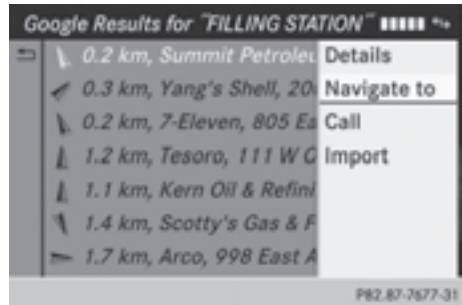 Google Results for "FILLING STATION"
0.2 km, Summit Petroleu
0.3 km, Yang's Shell, 20
0.2 km, 7-Eleven, 805 Ea
1.2 km, Tesoro, 111 W G
1.1 km, Kern Oil & Refini
1.4 km, Scotty's Gas & F
1.7 km, Arco, 998 East A
Details
Navigate to
Call
Import
P82.87-7677-31